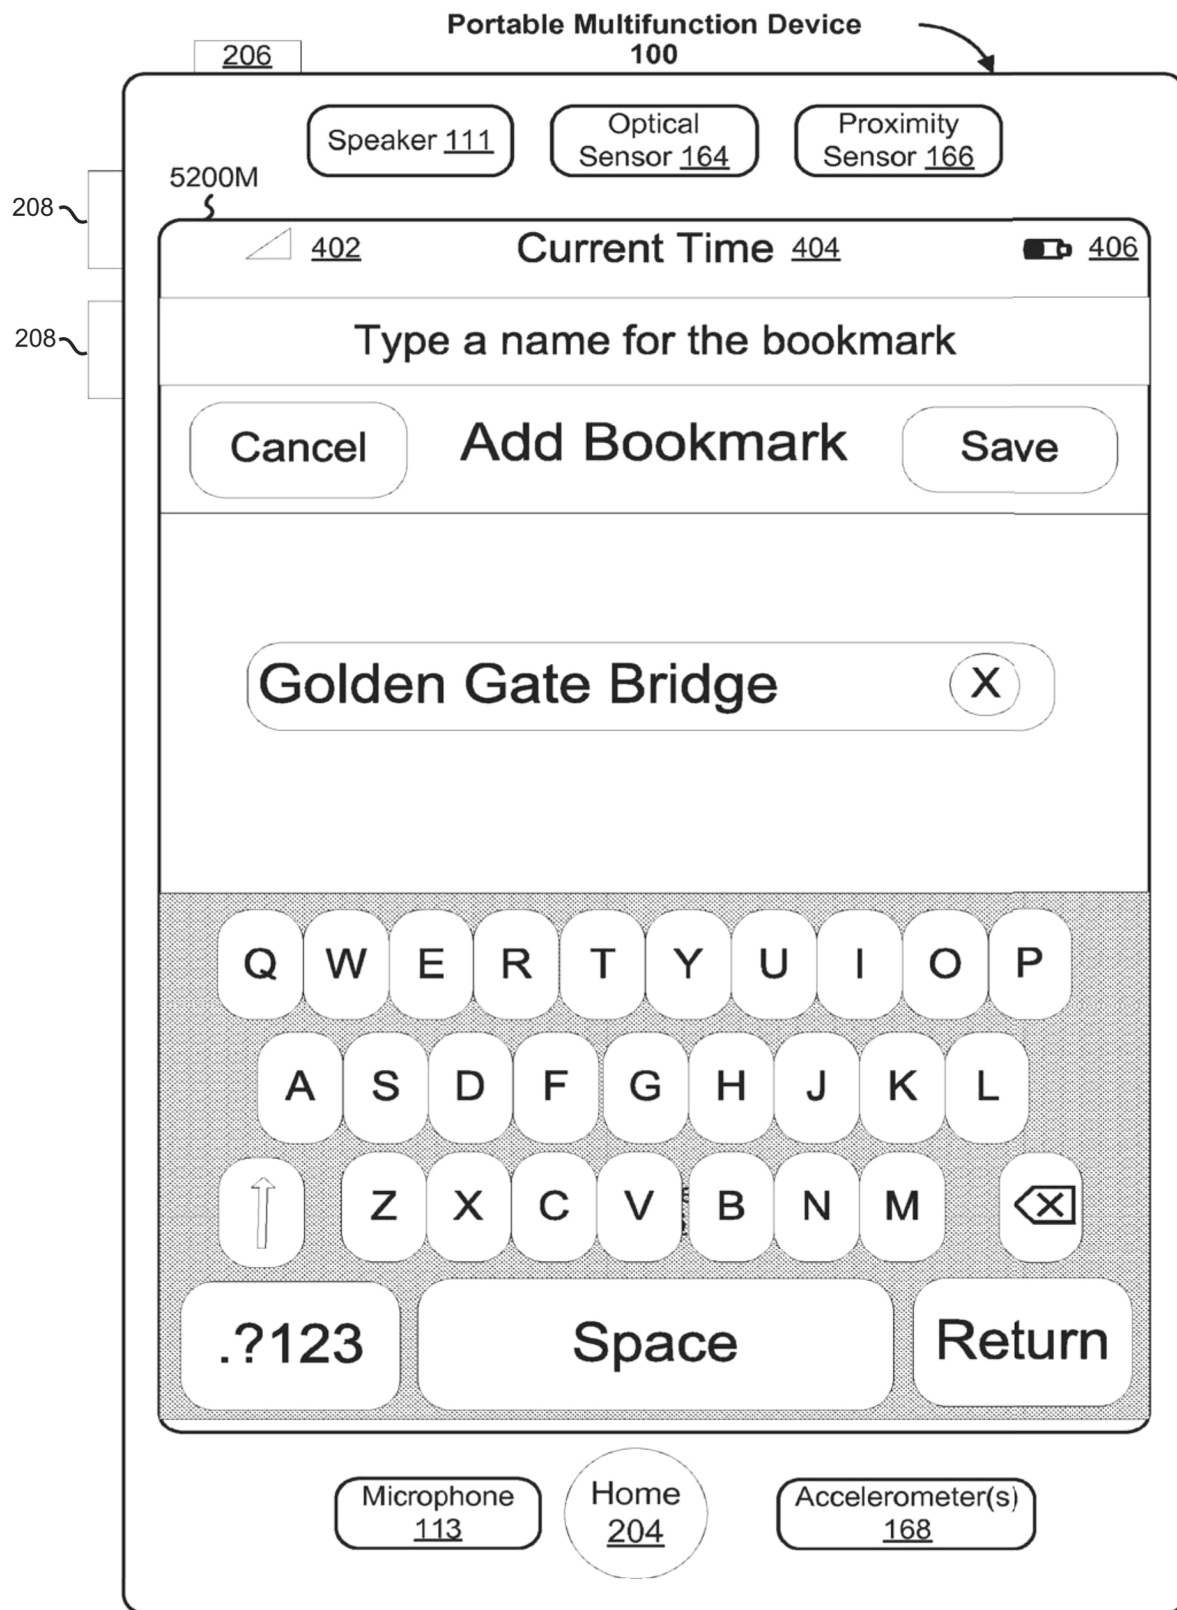 Portable Multifunction Device
100
206
Speaker 111
Optical
Sensor 164
Proximity
Sensor 166
5200M
208
402 Current Time 404 406
208
Type a name for the bookmark
Cancel Add Bookmark Save
Golden Gate Bridge X
Q W E R T Y U I O P
A S D F G H J K L
Z X C V B N M
.?123 Space Return
Microphone
113
Home
204
Accelerometer(s)
168